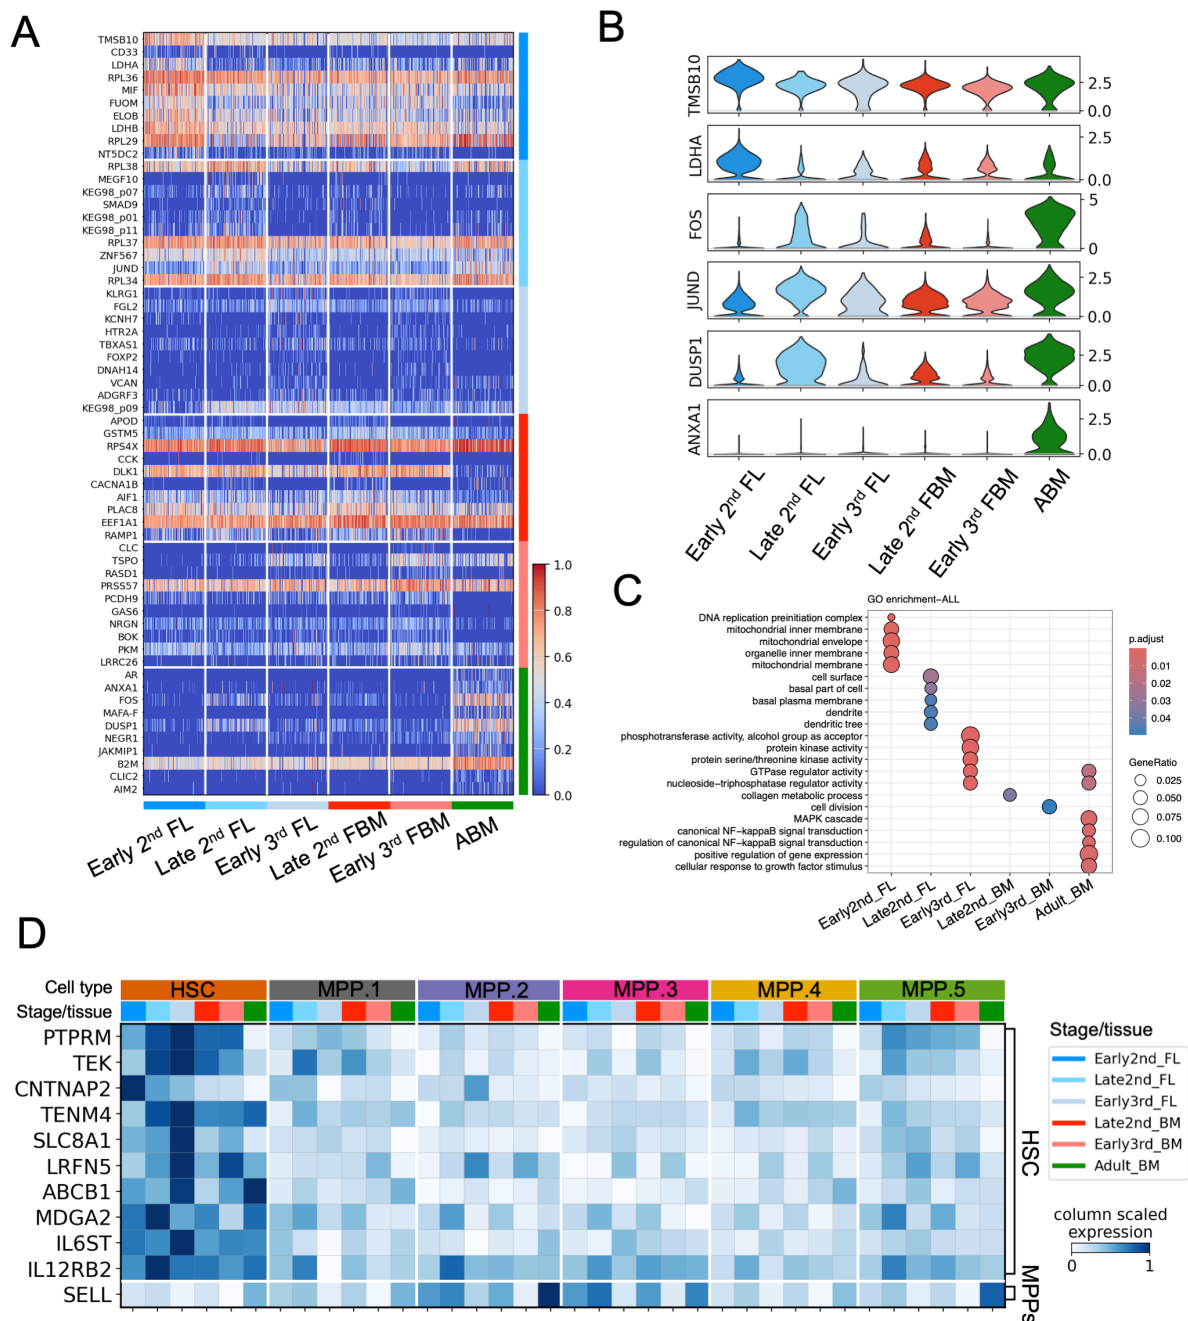 A
TMSB10
CD33
LDHA
RPL36
MIF
FUOM
ELOB
LDHB
RPL29
NT5DC2
RPL38
MEGF10
KEG98_p07
SMAD9
KEG98_p01
KEG98_p11
RPL37
ZNF567
JUND
RPL34
KLRG1
FGL2
KCNH7
HTR2A
TBXAS1
FOXP2
DNAH14
VCAN
ADGRF3
KEG98_p09
APOD
GSTM5
RPS4X
CCK
DLK1
CACNA1B
AIF1
PLAC8
EEF1A1
RAMP1
CLC
TSPO
RASD1
PRSS57
PCDH9
GAS6
NRGN
BOK
PKM
LRRC26
AR
ANXA1
FOS
MAFA-F
DUSP1
NEGR1
JAKMIP1
B2M
CLIC2
AIM2
1.0
0.8
0.6
0.4
0.2
0.0
Early 2nd FL
Late 2nd FL
Early 3rd FL
Late 2nd FBM
Early 3rd FBM
ABM
B
TMSB10
2.5
0.0
LDHA
2.5
0.0
FOS
5
0
JUND
2.5
0.0
DUSP1
2.5
0.0
ANXA1
2.5
0.0
Early 2nd FL
Late 2nd FL
Early 3rd FL
Late 2nd FBM
Early 3rd FBM
ABM
C
GO enrichment-ALL
DNA replication preinitiation complex
mitochondrial inner membrane
mitochondrial envelope
organelle inner membrane
mitochondrial membrane
cell surface
basal part of cell
basal plasma membrane
dendrite
dendritic tree
phosphotransferase activity, alcohol group as acceptor
protein kinase activity
protein serine/threonine kinase activity
GTPase regulator activity
nucleoside-triphosphatase regulator activity
collagen metabolic process
cell division
MAPK cascade
canonical NF-kappaB signal transduction
regulation of canonical NF-kappaB signal transduction
positive regulation of gene expression
cellular response to growth factor stimulus
Early2nd_FL
Late2nd_FL
Early3rd_FL
Late2nd_BM
Early3rd_BM
Adult_BM
p.adjust
0.01
0.02
0.03
0.04
GeneRatio
0.025
0.050
0.075
0.100
D
Cell type
HSC MPP.1 MPP.2 MPP.3 MPP.4 MPP.5
Stage/tissue
PTPRM
TEK
CNTNAP2
TENM4
SLC8A1
LRFN5
ABCB1
MDGA2
IL6ST
IL12RB2
SELL
HSC
MPPs
Stage/tissue
Early2nd_FL
Late2nd_FL
Early3rd_FL
Late2nd_BM
Early3rd_BM
Adult_BM
column scaled
expression
0 1